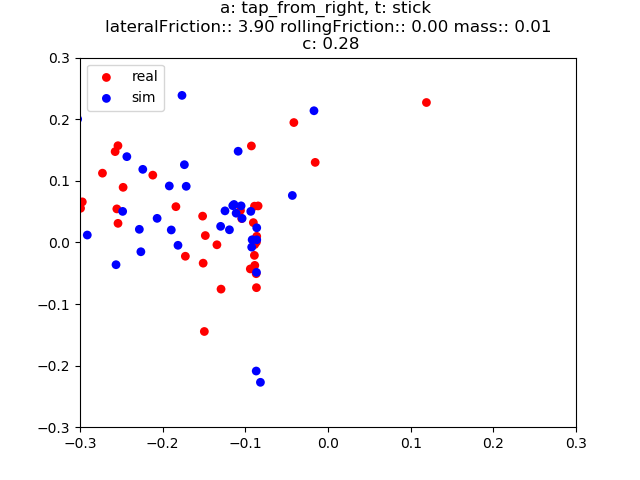 a: tap_from_right, t: stick
lateralFriction:: 3.90 rollingFriction:: 0.00 mass:: 0.01
c: 0.28
0.3
real
sim
0.2
0.1
0.0
−0.1
−0.2
−0.3
−0.3 −0.2 −0.1 0.0 0.1 0.2 0.3